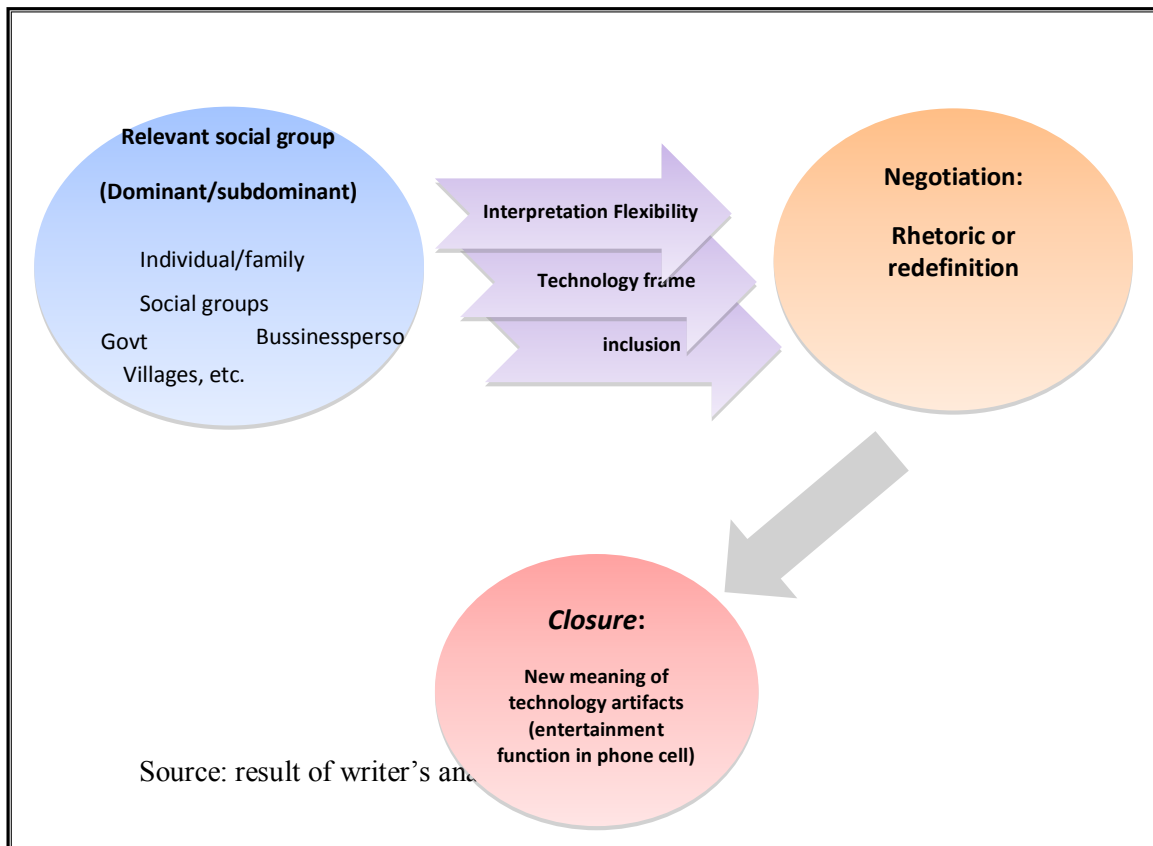 Relevant social group
(Dominant/subdominant)
Individual/family
Social groups
Govt
Bussinessperso
Villages, etc.
Interpretation Flexibility
Technology frame
inclusion
Negotiation:
Rhetoric or
redefinition
Closure:
New meaning of
technology artifacts
(entertainment
function in phone cell)
Source: result of writer’s ana